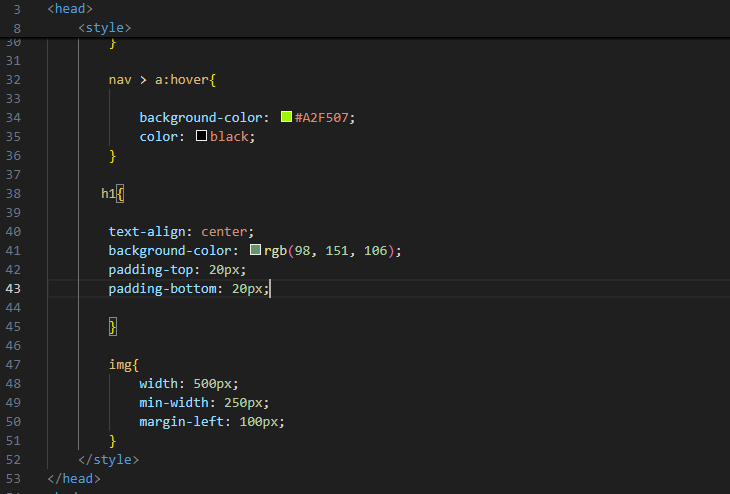 3 <head>
8 <style>
30 }
31
32 nav > a:hover{
33
34 background-color: #A2F507;
35 color: black;
36 }
37
38 h1{
39
40 text-align: center;
41 background-color: rgb(98, 151, 106);
42 padding-top: 20px;
43 padding-bottom: 20px;
44
45 }
46
47 img{
48 width: 500px;
49 min-width: 250px;
50 margin-left: 100px;
51 }
52 </style>
53 </head>